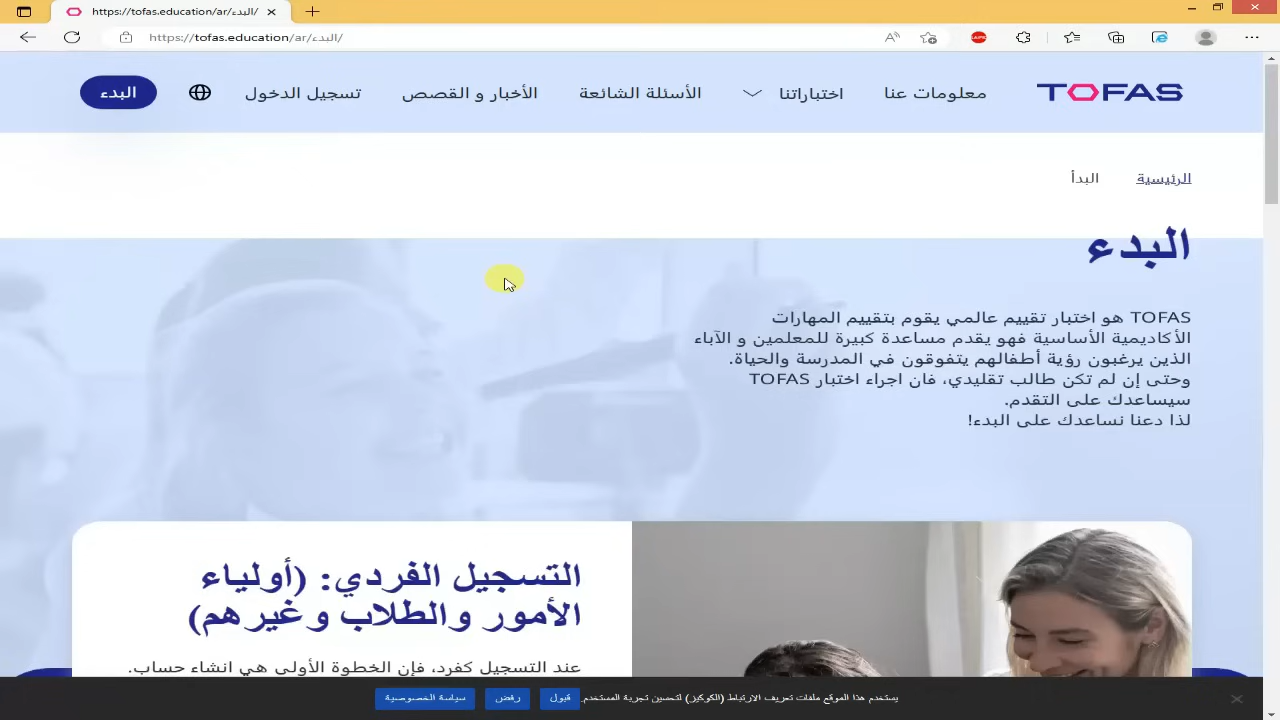 https://tofas.education/ar/البدء/
https://tofas.education/ar/البدء/
TOFAS
معلومات عنا
اختباراتنا
الأسئلة الشائعة
الأخبار و القصص
تسجيل الدخول
البدء
الرئيسية
البدأ
البدء
TOFAS هو اختبار تقييم عالمي يقوم بتقييم المهارات
الأكاديمية الأساسية فهو يقدم مساعدة كبيرة للمعلمين و الآباء
الذين يرغبون رؤية أطفالهم يتفوقون في المدرسة والحياة.
وحتى إن لم تكن طالب تقليدي، فان اجراء اختبار TOFAS
سيساعدك على التقدم.
لذا دعنا نساعدك على البدء!
التسجيل الفردي: (أولياء
الأمور والطلاب وغيرهم)
عند التسجيل كفرد، فإن الخطوة الأولى هي انشاء حساب.
يستخدم هذا الموقع ملفات تعريف الارتباط (الكوكيز) لتحسين تجربة المستخدم.
قبول
رفض
سياسة الخصوصية